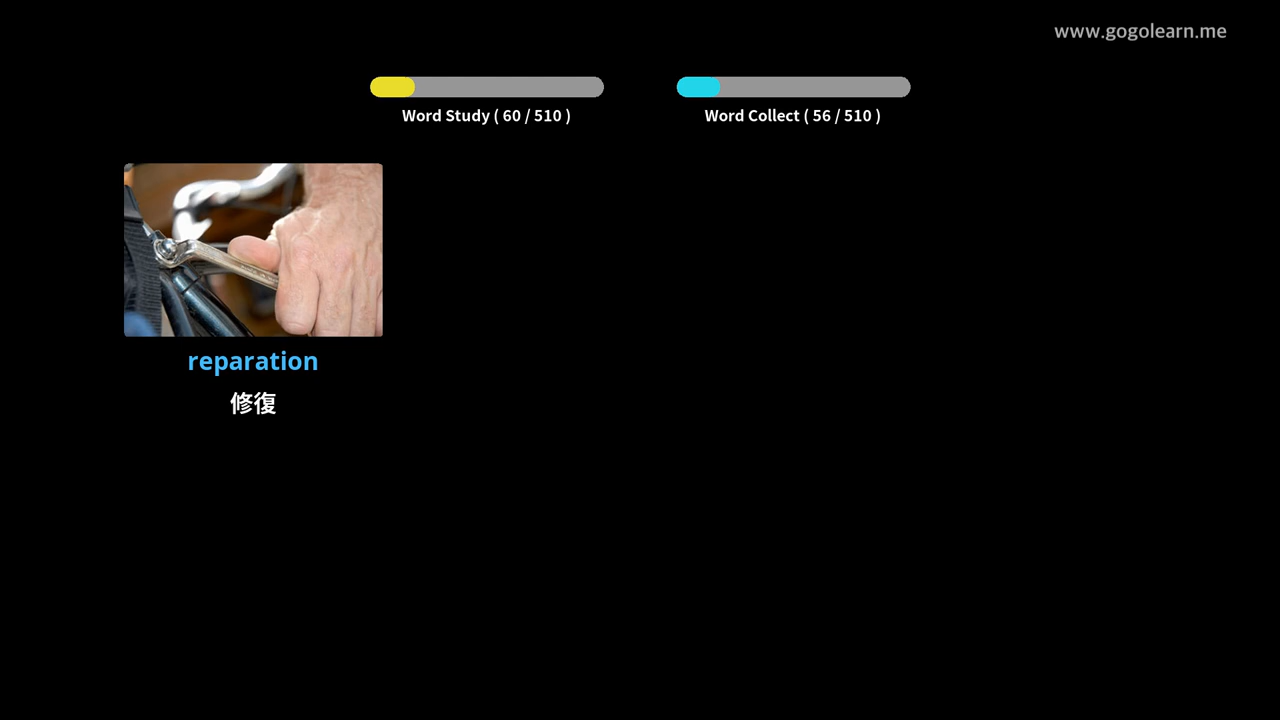 www.gogolearn.me
Word Study ( 60 / 510 )
Word Collect ( 56 / 510 )
reparation
修復